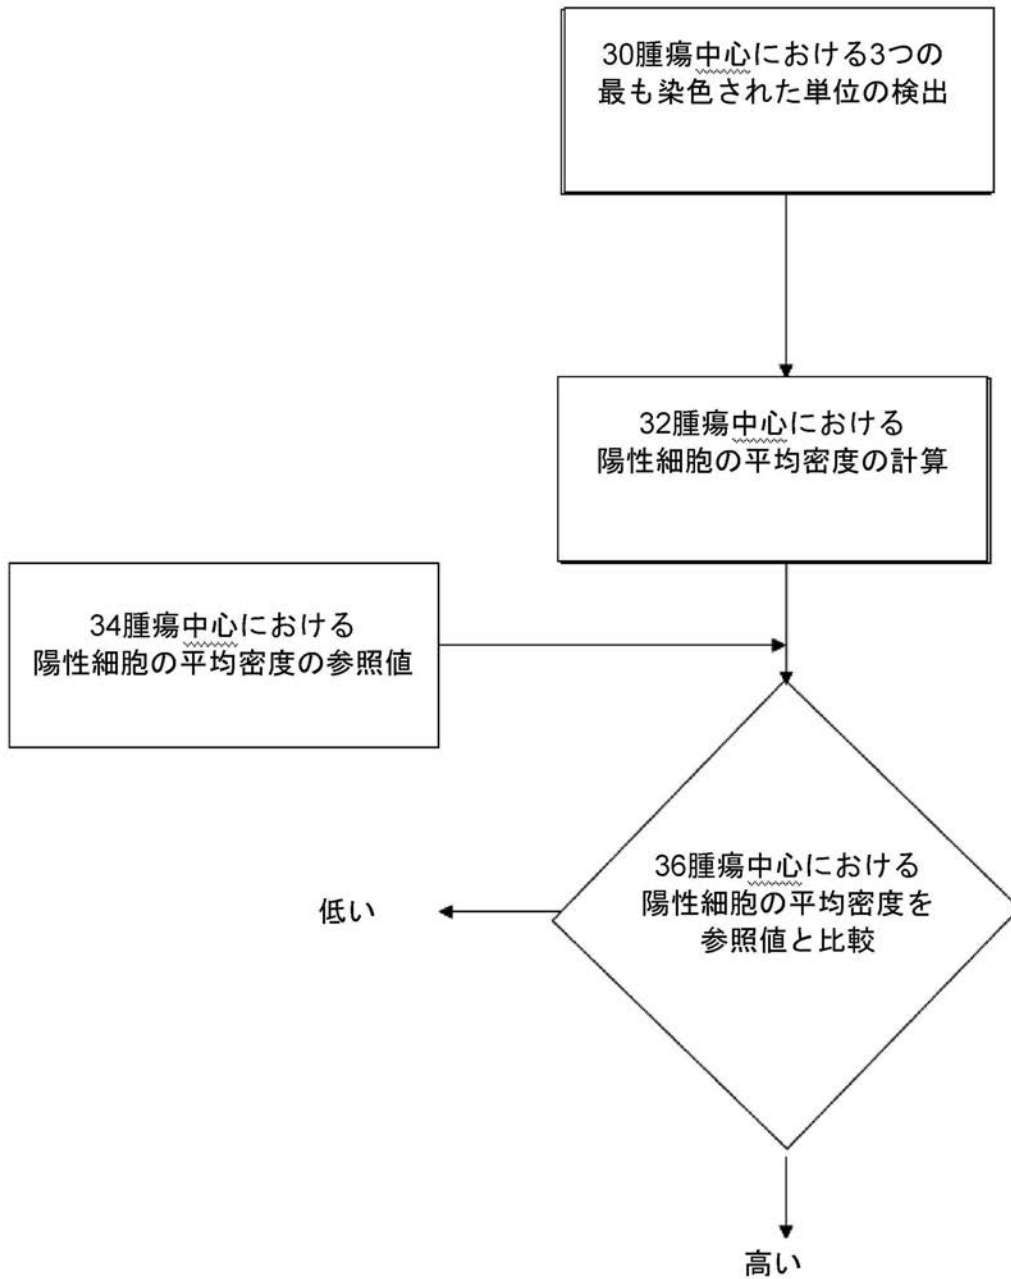 30腫瘍中心における3つの
最も染色された単位の検出
32腫瘍中心における
陽性細胞の平均密度の計算
34腫瘍中心における
陽性細胞の平均密度の参照値
36腫瘍中心における
陽性細胞の平均密度を
参照値と比較
低い
高い